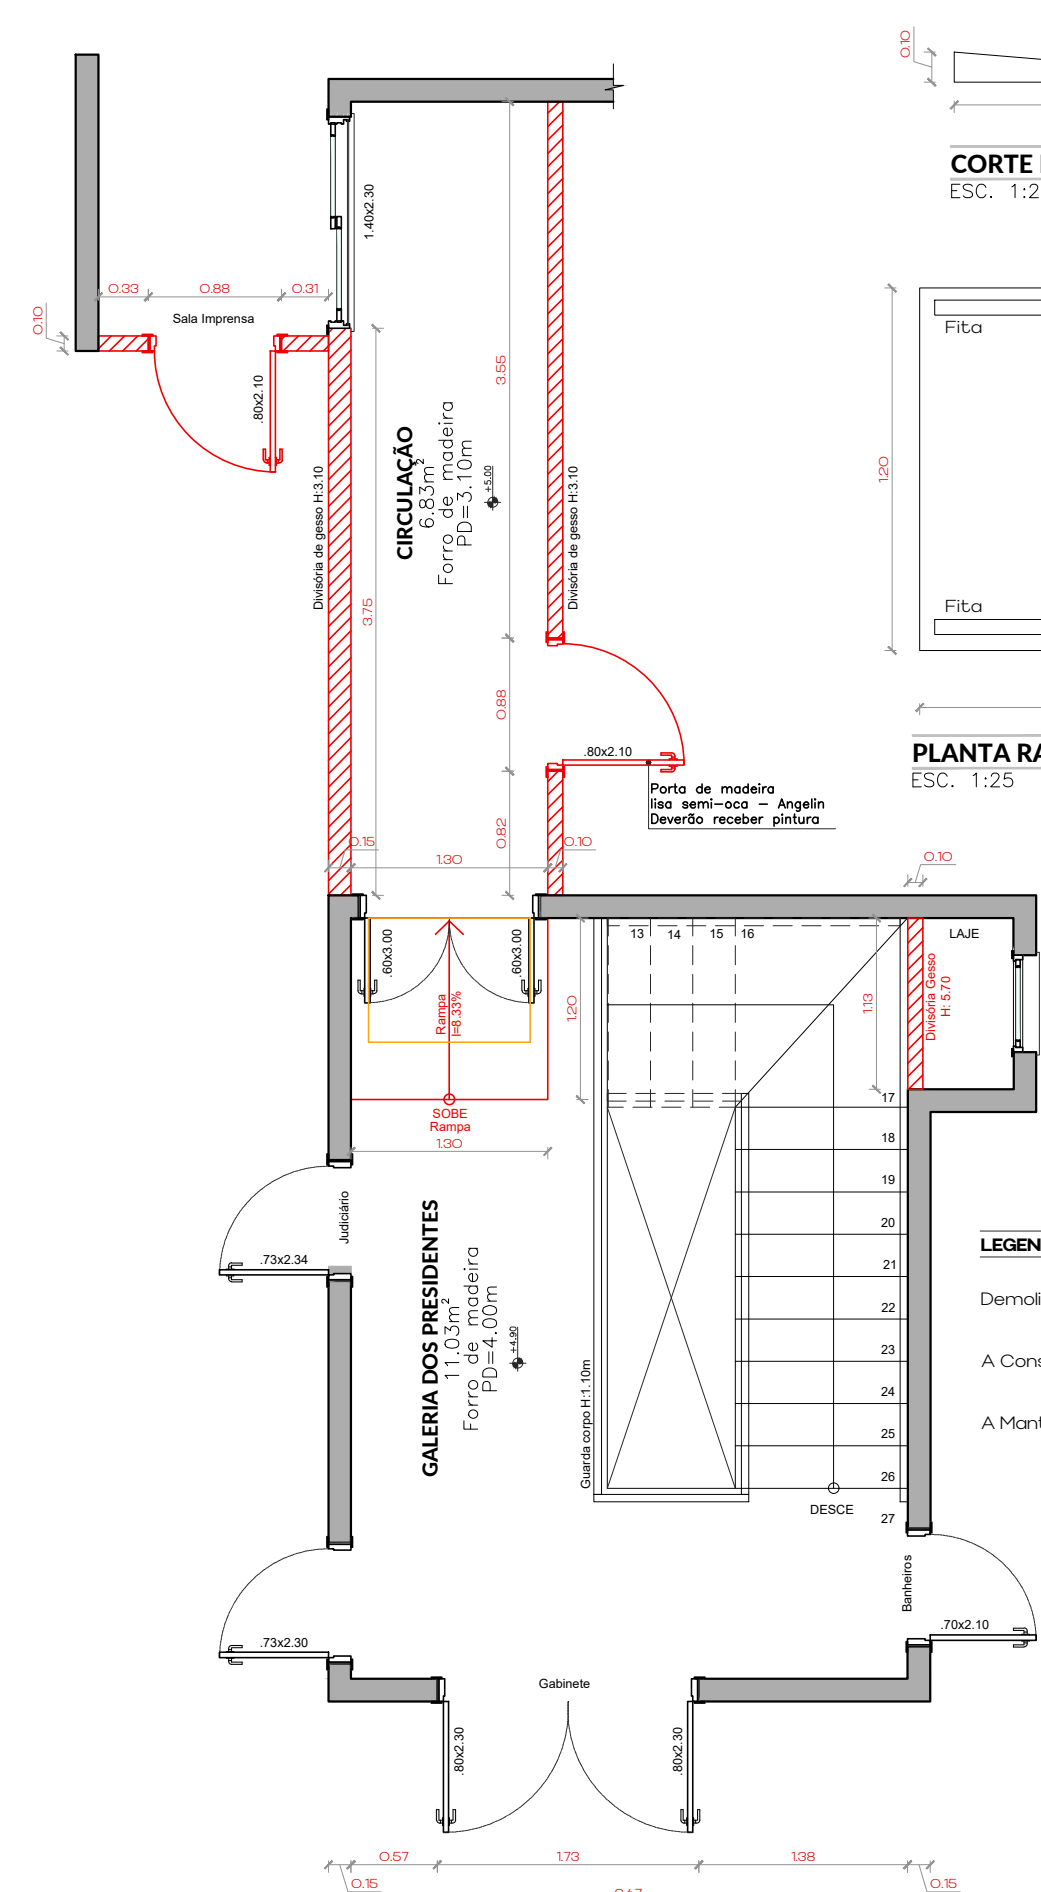 0.10
CORTE
ESC. 1:2
1.40x2.30
0.33
0.88
0.31
Sala Imprensa
0.10
.80x2.10
Divisória de gesso H:3.10
3.75
CIRCULAÇÃO
6.83m²
Forro de madeira
PD=3.10m
+5.00
3.55
Divisória de gesso H:3.10
0.88
.80x2.10
Porta de madeira
lisa semi-oca – Angelin
Deverão receber pintura
0.82
0.15
1.30
0.10
Fita
1.20
Fita
PLANTA RA
ESC. 1:25
0.10
.60x3.00
.60x3.00
Rampa
I=8.33%
SOBE
Rampa
1.30
1.20
13
14
15
16
1.13
Divisória Gesso
H: 5.70
LAJE
17
18
19
20
21
22
23
24
25
26
27
DESCE
Guarda corpo H:1.10m
Judiciário
.73x2.34
GALERIA DOS PRESIDENTES
11.03m²
Forro de madeira
PD=4.00m
+4.90
LEGEN
Demoli
A Cons
A Mant
.73x2.30
Banheiros
.70x2.10
Gabinete
.80x2.30
.80x2.30
0.57
1.73
1.38
0.15
0.15